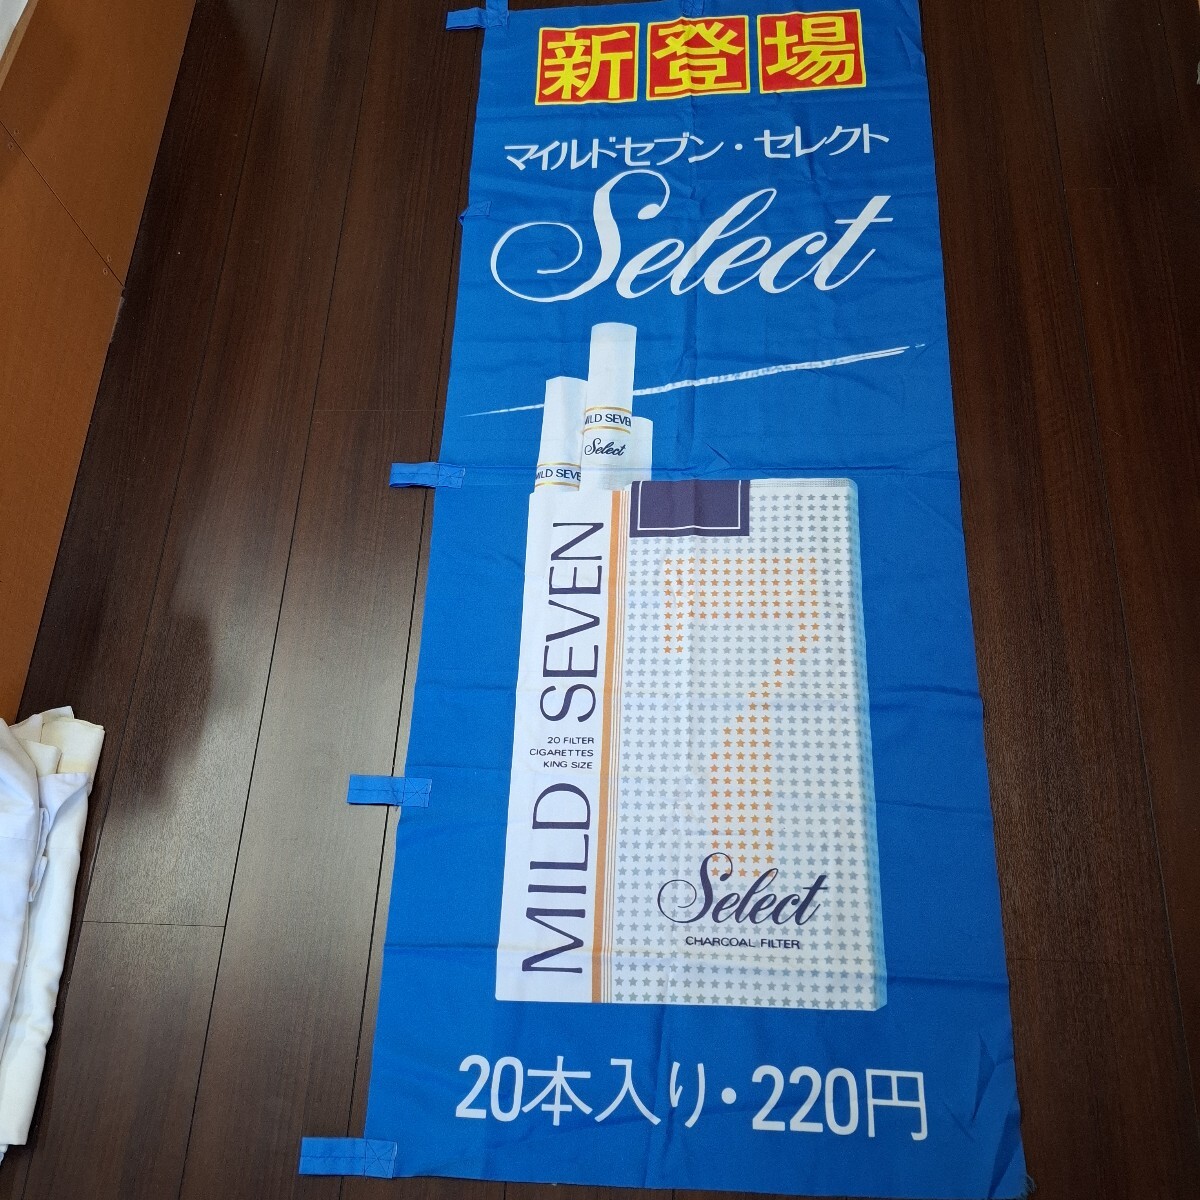 新登場
マイルドセブン・セレクト
Select
MILD SEVEN
Select
MILD SEVE
MILD SEVEN
20 FILTER
CIGARETTES
KING SIZE
Select
CHARCOAL FILTER
20本入り・220円